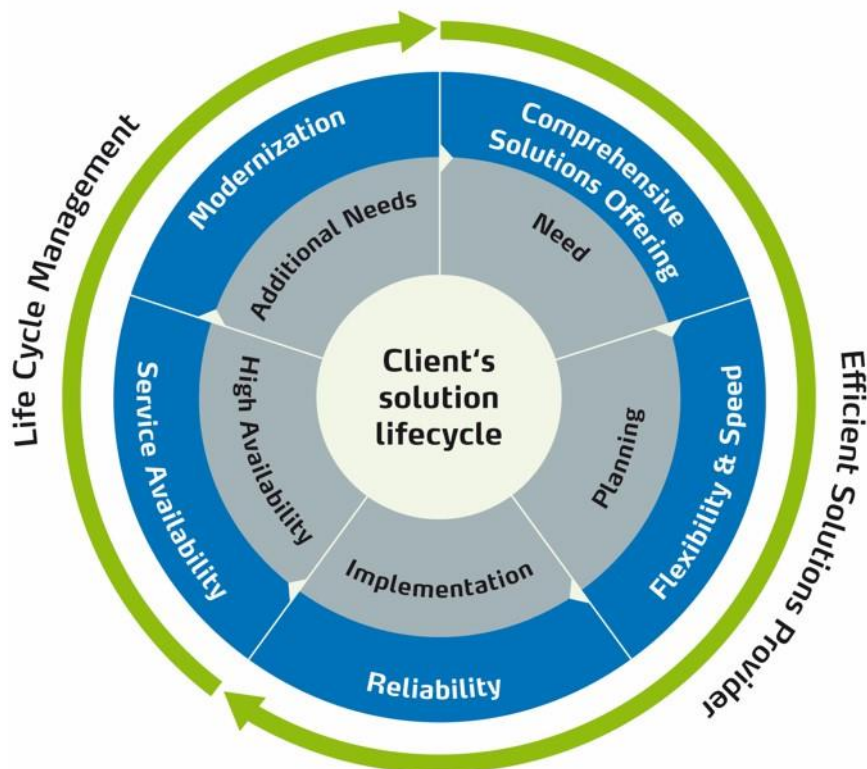 Comprehensive
Solutions Offering
Need
Flexibility & Speed
Planning
Reliability
Implementation
Service Availability
High Availability
Modernization
Additional Needs
Client's
solution
lifecycle
Life Cycle Management
Efficient Solutions Provider